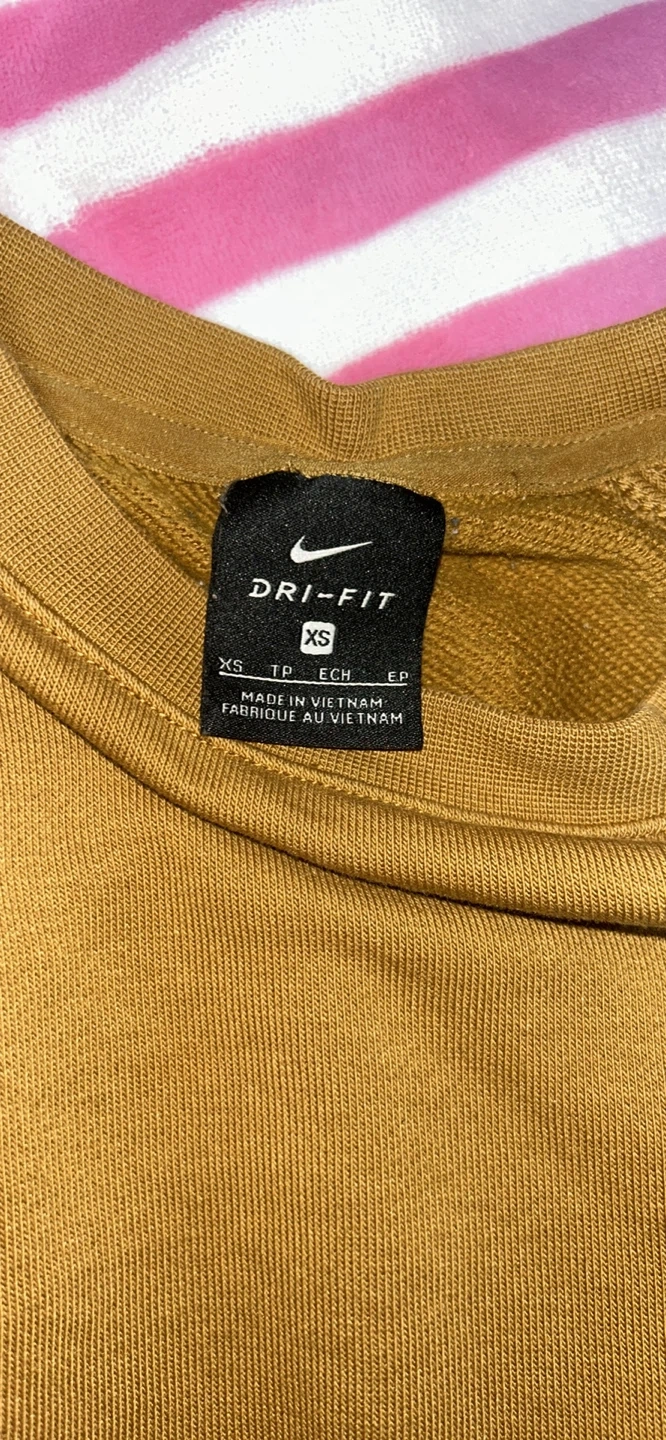 DRI-FIT
XS
XS TP ECH EP
MADE IN VIETNAM
FABRIQUE AU VIETNAM